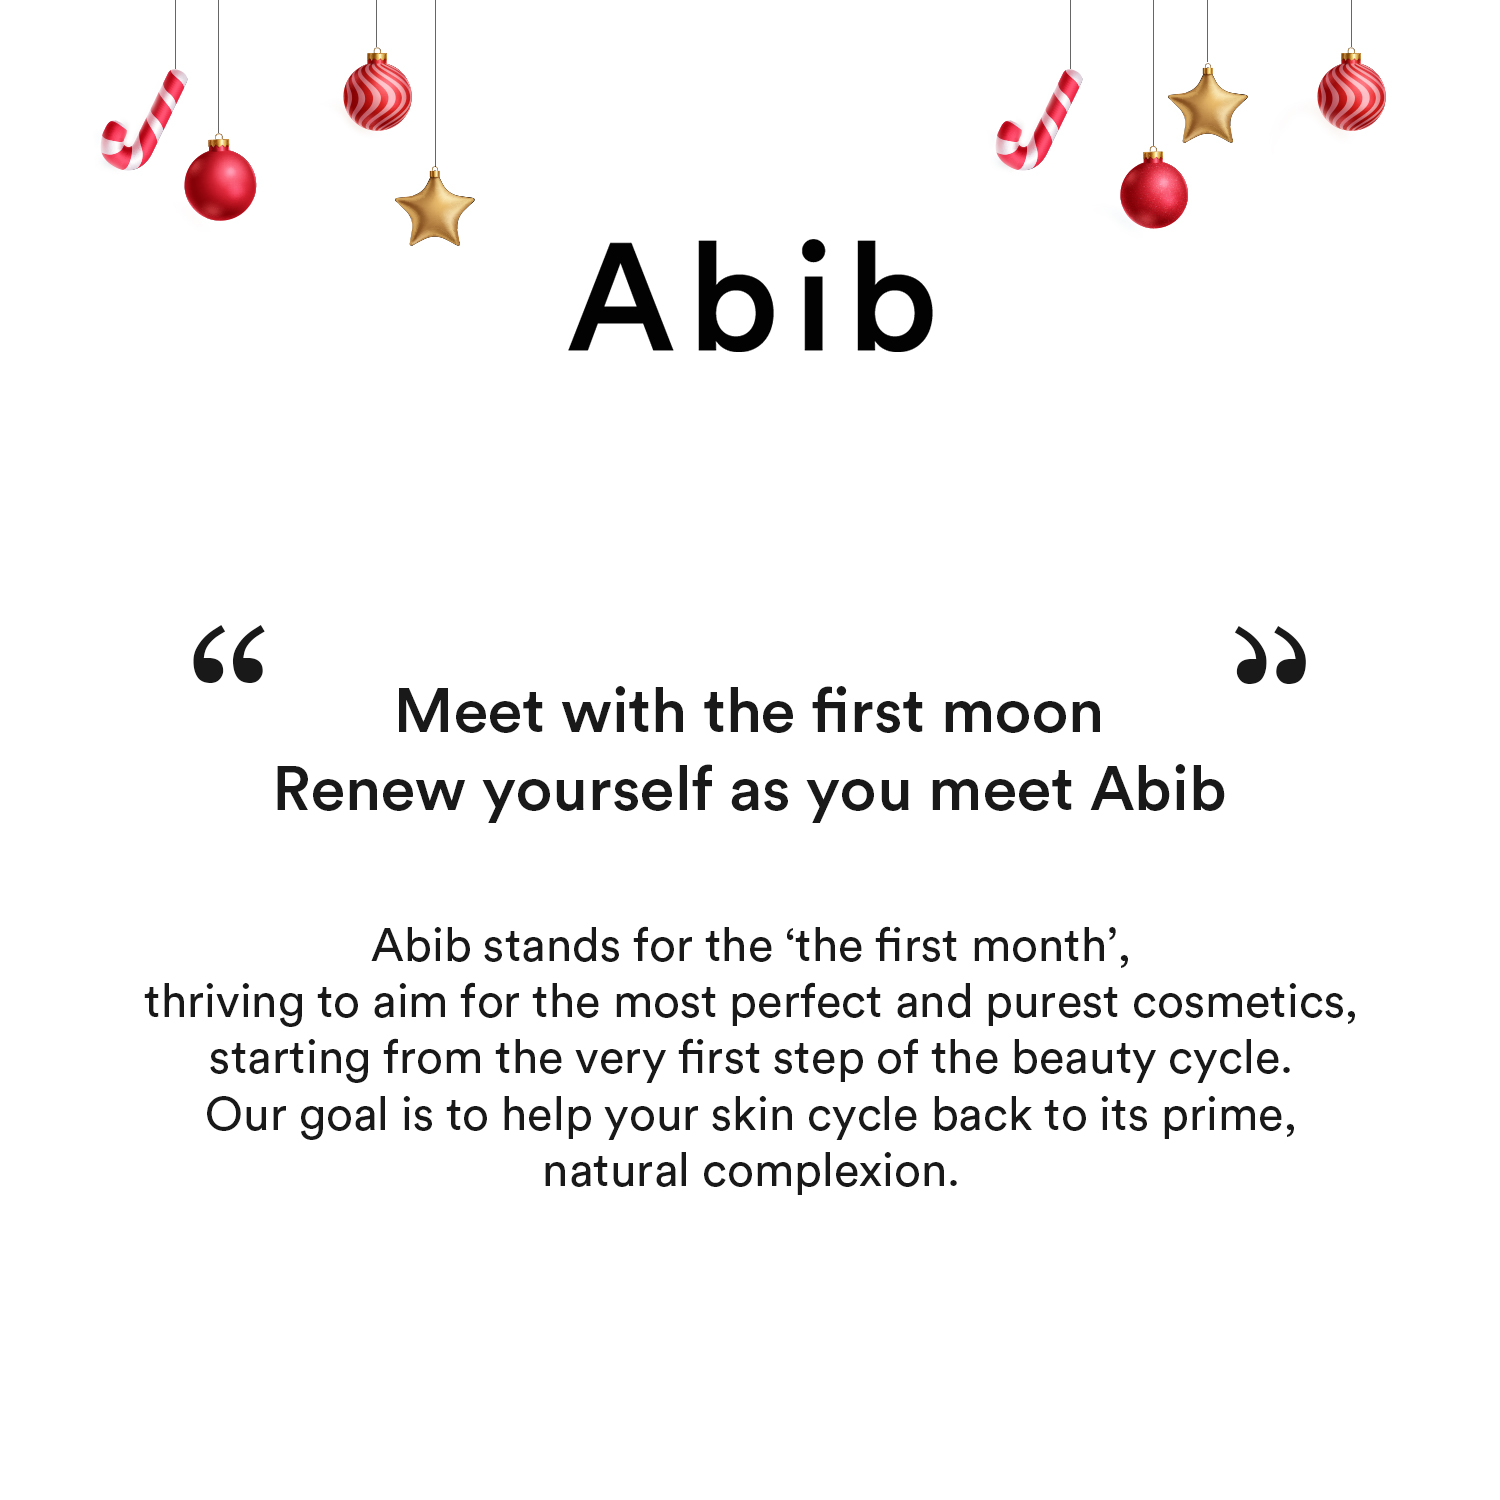 Abib
“ ”
Meet with the first moon
Renew yourself as you meet Abib
Abib stands for the ‘the first month’,
thriving to aim for the most perfect and purest cosmetics,
starting from the very first step of the beauty cycle.
Our goal is to help your skin cycle back to its prime,
natural complexion.